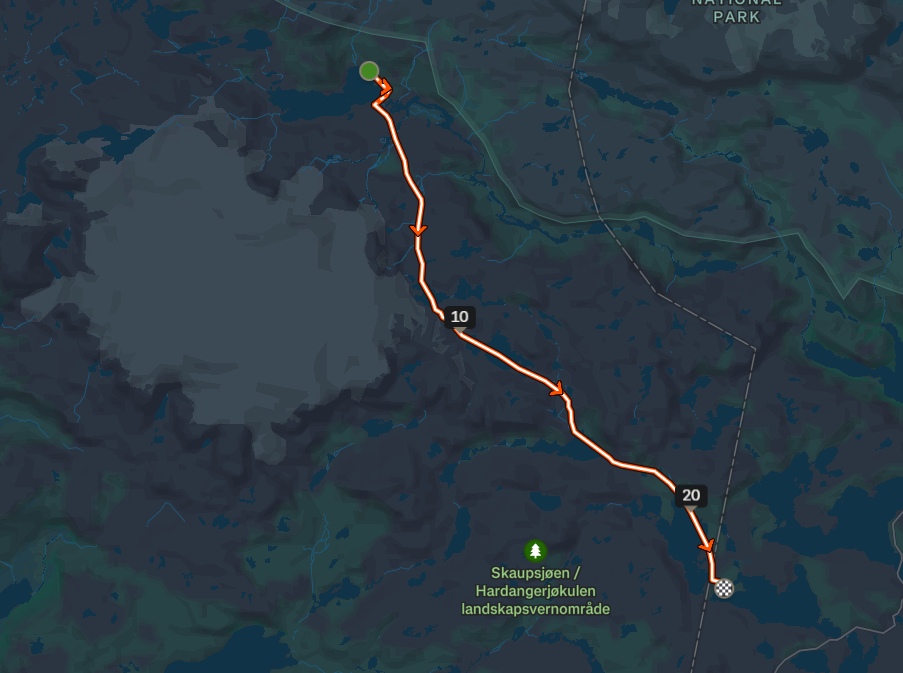 NATIONAL
PARK
10
20
Skaupsjøen /
Hardangerjøkulen
landskapsvernområde